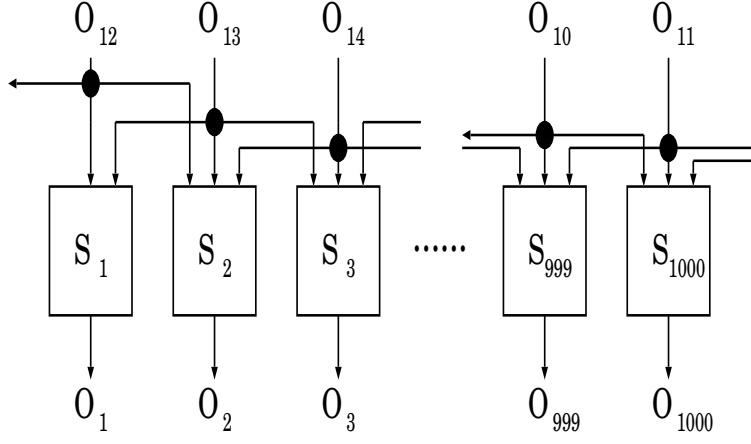 O12 O13 O14 O10 O11
S1 S2 S3 ...... S999 S1000
O1 O2 O3 O999 O1000